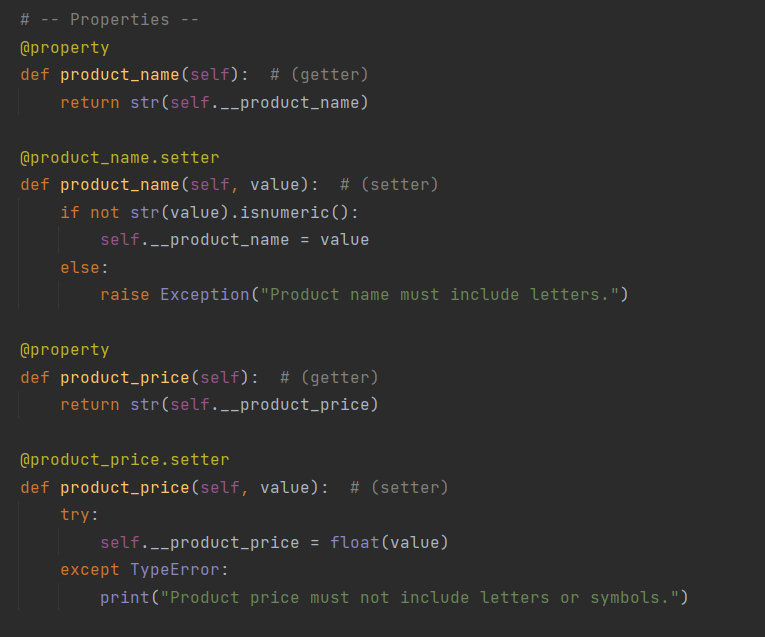 # -- Properties --
@property
def product_name(self):  # (getter)
    return str(self.__product_name)

@product_name.setter
def product_name(self, value):  # (setter)
    if not str(value).isnumeric():
        self.__product_name = value
    else:
        raise Exception("Product name must include letters.")

@property
def product_price(self):  # (getter)
    return str(self.__product_price)

@product_price.setter
def product_price(self, value):  # (setter)
    try:
        self.__product_price = float(value)
    except TypeError:
        print("Product price must not include letters or symbols.")